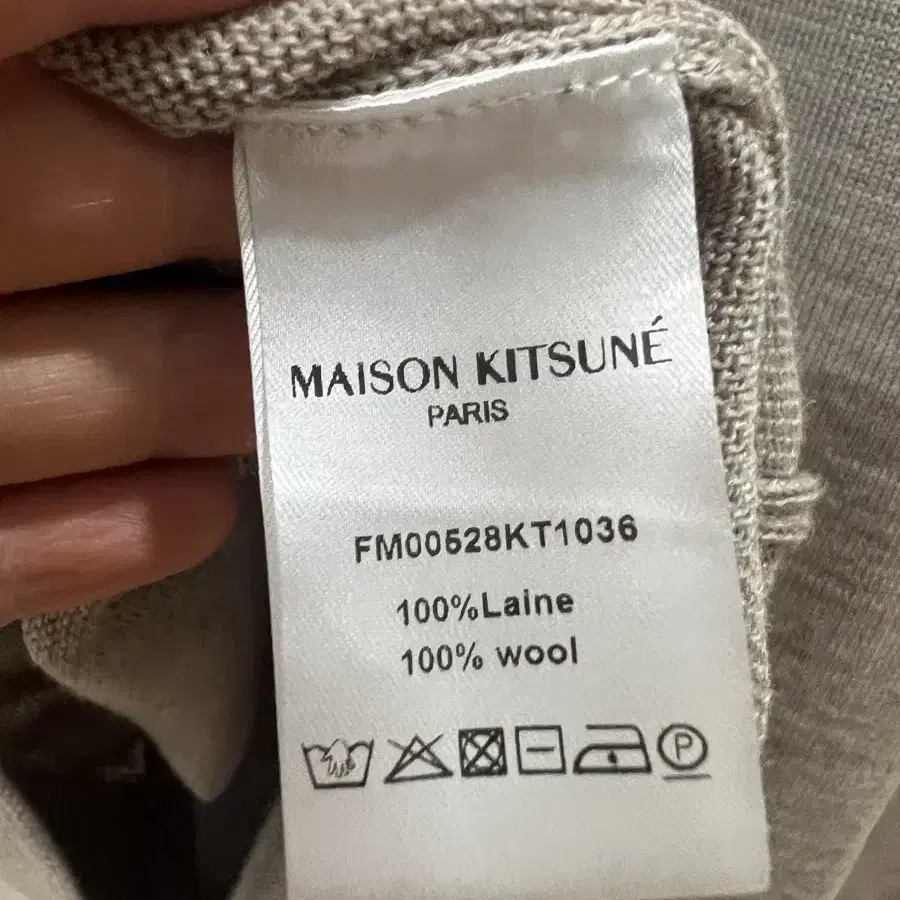 MAISON KITSUNÉ
PARIS
FM00528KT1036
100%Laine
100% wool
P